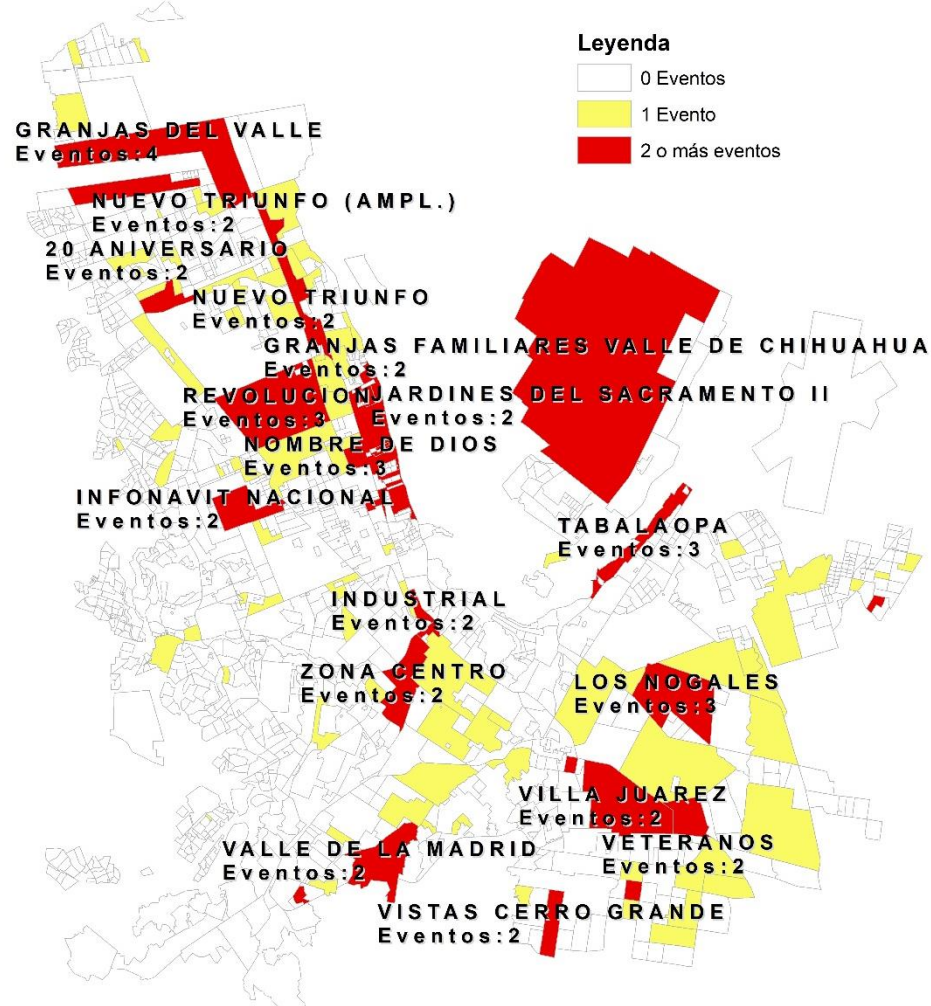 Leyenda
0 Eventos
1 Evento
2 o más eventos
GRANJAS DEL VALLE
Eventos:4
NUEVO TRIUNFO (AMPL.)
Eventos:2
20 ANIVERSARIO
Eventos:2
NUEVO TRIUNFO
Eventos:2
GRANJAS FAMILIARES VALLE DE CHIHUAHUA
Eventos:2
REVOLUCION
Eventos:3
JARDINES DEL SACRAMENTO II
Eventos:2
NOMBRE DE DIOS
Eventos:3
INFONAVIT NACIONAL
Eventos:2
TABALAOPA
Eventos:3
INDUSTRIAL
Eventos:2
ZONA CENTRO
Eventos:2
LOS NOGALES
Eventos:3
VILLA JUAREZ
Eventos:2
VETERANOS
Eventos:2
VALLE DE LA MADRID
Eventos:2
VISTAS CERRO GRANDE
Eventos:2